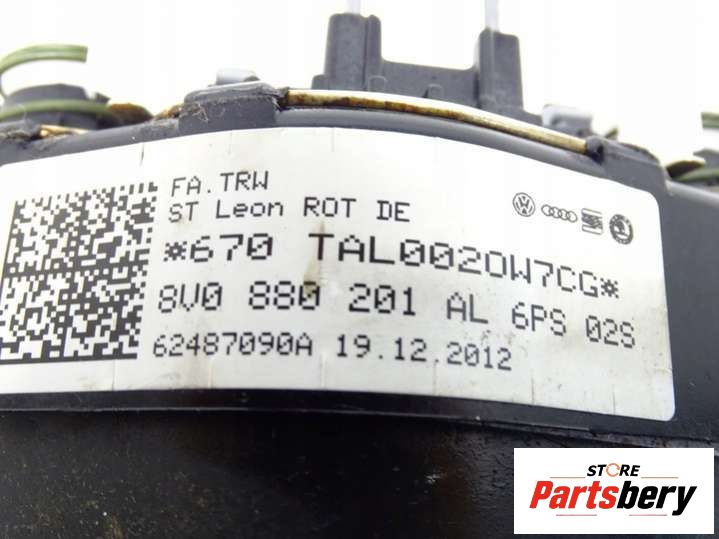 FA.TRW
ST Leon ROT DE
*670 TAL0020W7CG*
8V0 880 201 AL 6PS 02S
62487090A 19.12.2012
STORE
Partsbery